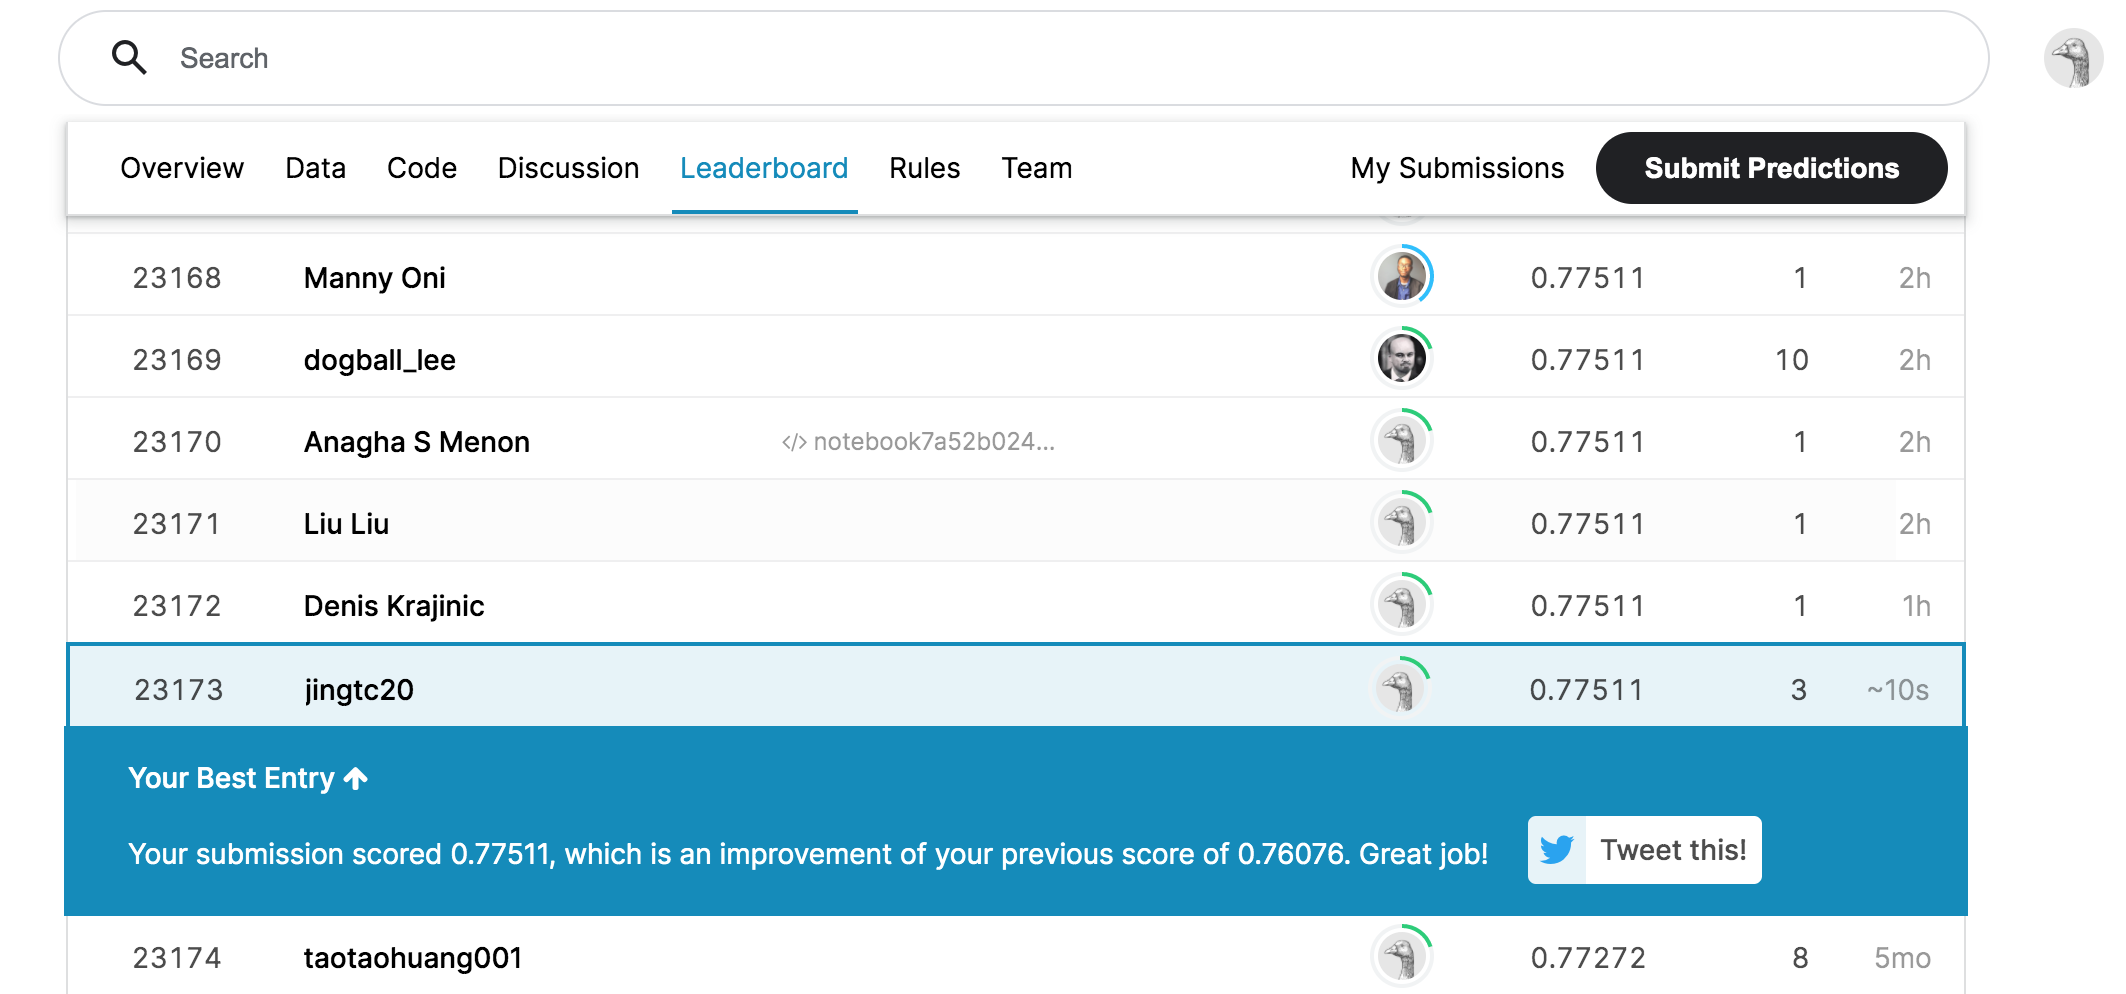 Search
Overview Data Code Discussion Leaderboard Rules Team My Submissions Submit Predictions
23168 Manny Oni 0.77511 1 2h
23169 dogball_lee 0.77511 10 2h
23170 Anagha S Menon </> notebook7a52b024... 0.77511 1 2h
23171 Liu Liu 0.77511 1 2h
23172 Denis Krajinic 0.77511 1 1h
23173 jingtc20 0.77511 3 ~10s
Your Best Entry ↑
Your submission scored 0.77511, which is an improvement of your previous score of 0.76076. Great job! Tweet this!
23174 taotaohuang001 0.77272 8 5mo